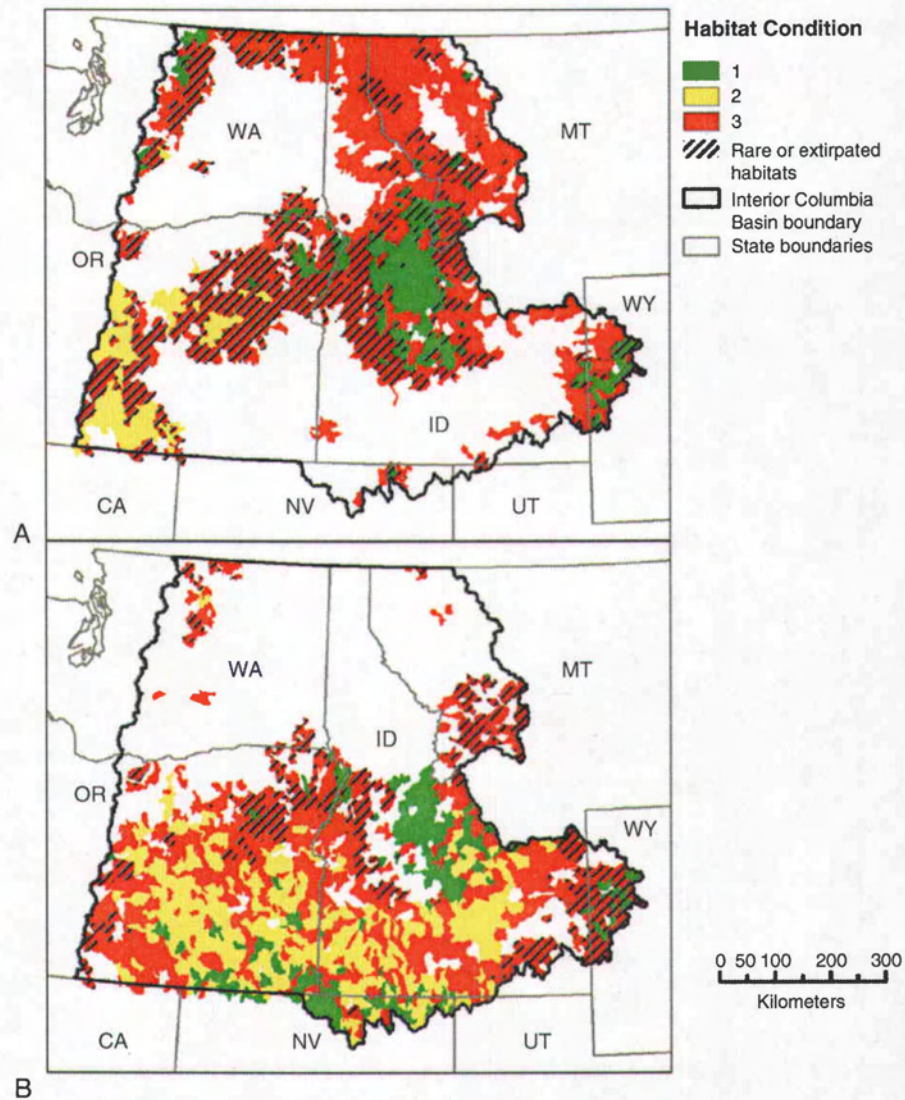 WA
MT
OR
WY
ID
CA
NV
UT
A
WA
MT
ID
OR
WY
CA
NV
UT
B
Habitat Condition
1
2
3
Rare or extirpated
habitats
Interior Columbia
Basin boundary
State boundaries
0 50 100 200 300
Kilometers